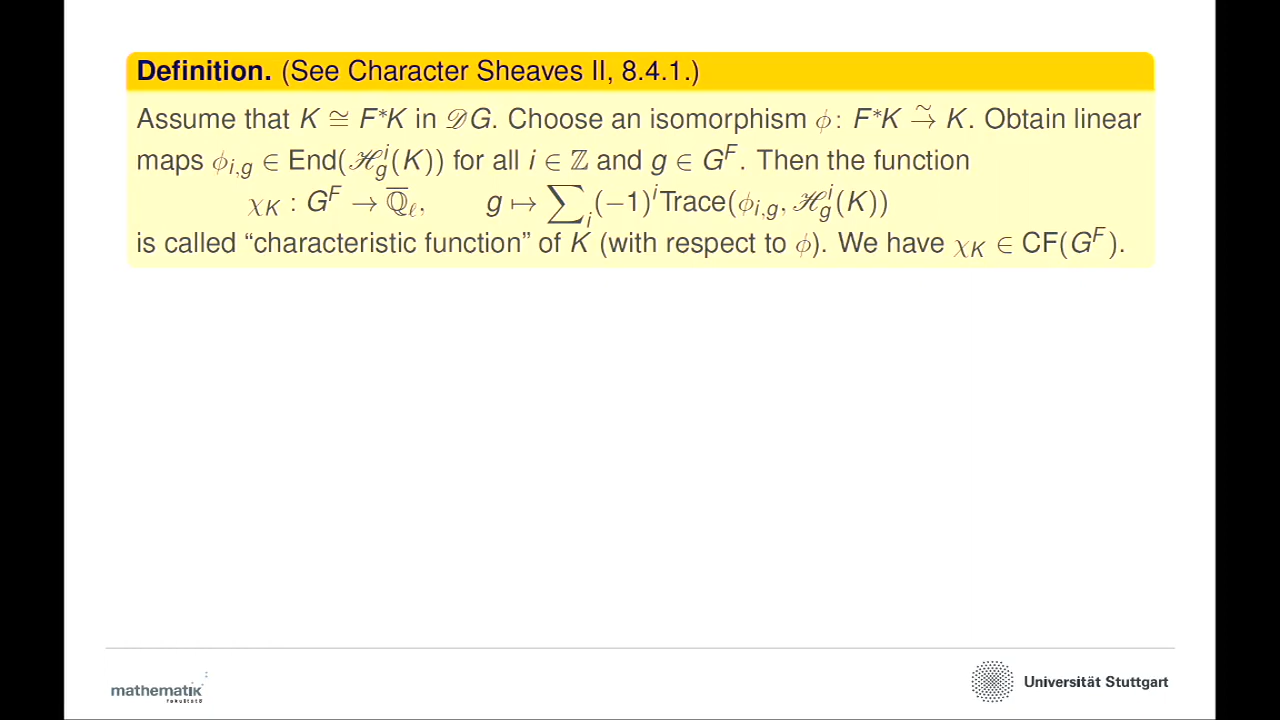 Definition. (See Character Sheaves II, 8.4.1.)
Assume that K ≅ F*K in 𝒟G. Choose an isomorphism ϕ: F*K ⥲ K. Obtain linear
maps ϕ_{i,g} ∈ End(ℋ^i_g(K)) for all i ∈ ℤ and g ∈ G^F. Then the function
χ_K : G^F → ℚ̅_ℓ, g ↦ ∑_i (−1)^i Trace(ϕ_{i,g}, ℋ^i_g(K))
is called “characteristic function” of K (with respect to ϕ). We have χ_K ∈ CF(G^F).
mathematik
fakultät
Universität Stuttgart